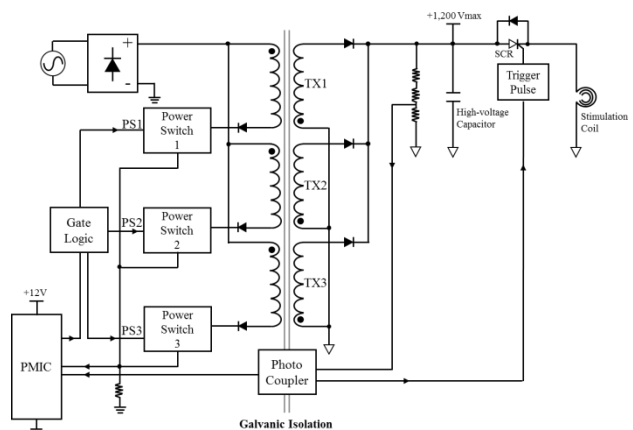 +1,200 Vmax
+
-
SCR
TX1
Trigger
Pulse
PS1
Power
Switch
1
High-voltage
Capacitor
Stimulation
Coil
TX2
Gate
Logic
PS2
Power
Switch
2
TX3
+12V
PS3
Power
Switch
3
PMIC
Photo
Coupler
Galvanic Isolation